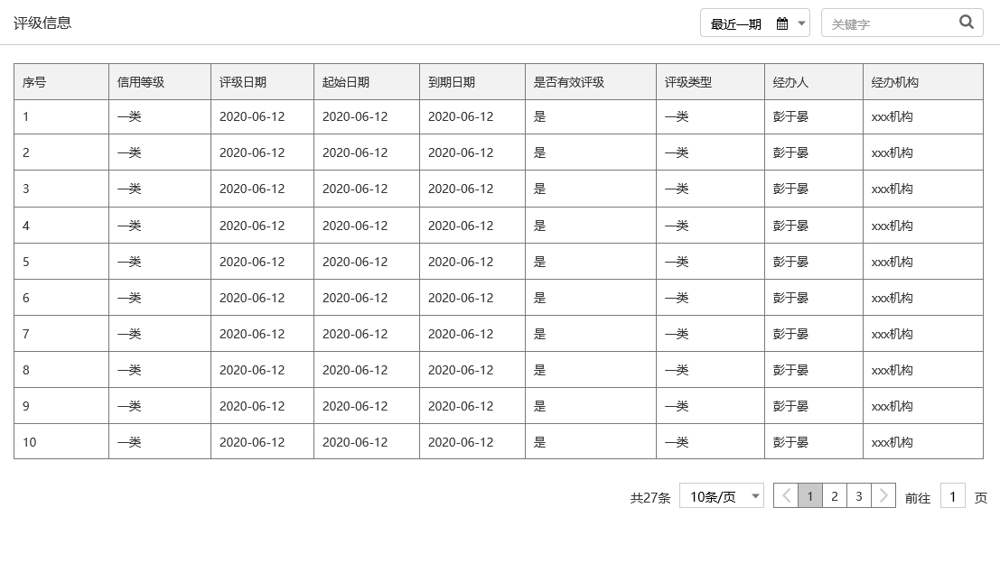 评级信息 最近一期 关键字
序号 信用等级 评级日期 起始日期 到期日期 是否有效评级 评级类型 经办人 经办机构
1 一类 2020-06-12 2020-06-12 2020-06-12 是 一类 彭于晏 xxx机构
2 一类 2020-06-12 2020-06-12 2020-06-12 是 一类 彭于晏 xxx机构
3 一类 2020-06-12 2020-06-12 2020-06-12 是 一类 彭于晏 xxx机构
4 一类 2020-06-12 2020-06-12 2020-06-12 是 一类 彭于晏 xxx机构
5 一类 2020-06-12 2020-06-12 2020-06-12 是 一类 彭于晏 xxx机构
6 一类 2020-06-12 2020-06-12 2020-06-12 是 一类 彭于晏 xxx机构
7 一类 2020-06-12 2020-06-12 2020-06-12 是 一类 彭于晏 xxx机构
8 一类 2020-06-12 2020-06-12 2020-06-12 是 一类 彭于晏 xxx机构
9 一类 2020-06-12 2020-06-12 2020-06-12 是 一类 彭于晏 xxx机构
10 一类 2020-06-12 2020-06-12 2020-06-12 是 一类 彭于晏 xxx机构
共27条 10条/页 1 2 3 前往 1 页